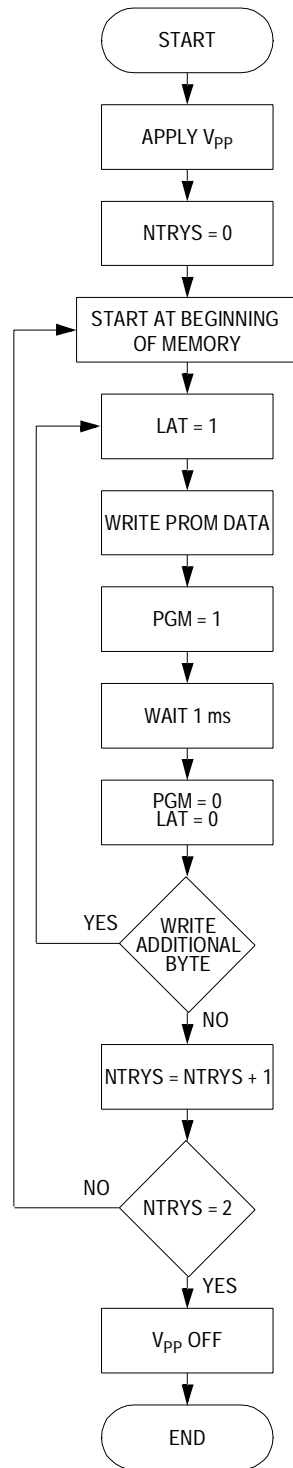 START
APPLY VPP
NTRYS = 0
START AT BEGINNING
OF MEMORY
LAT = 1
WRITE PROM DATA
PGM = 1
WAIT 1 ms
PGM = 0
LAT = 0
YES
WRITE
ADDITIONAL
BYTE
NO
NTRYS = NTRYS + 1
NO
NTRYS = 2
YES
VPP OFF
END